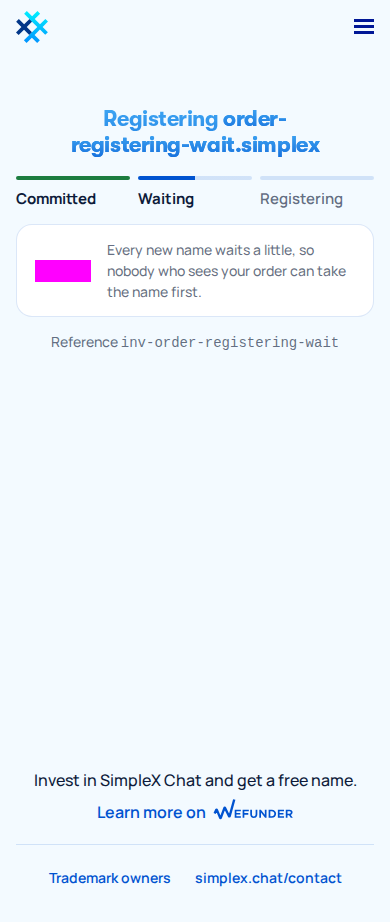 Registering order-
registering-wait.simplex
Committed
Waiting
Registering
Every new name waits a little, so
nobody who sees your order can take
the name first.
Reference inv-order-registering-wait
Invest in SimpleX Chat and get a free name.
Learn more on WEFUNDER
Trademark owners
simplex.chat/contact